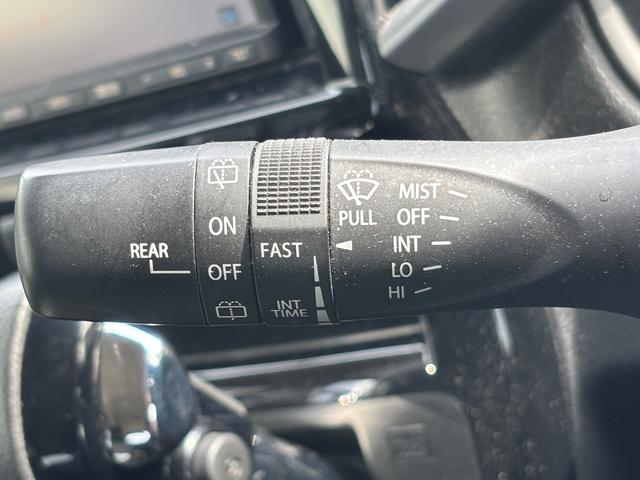 REAR
ON
OFF
FAST
INT
TIME
PULL
MIST
OFF
INT
LO
HI